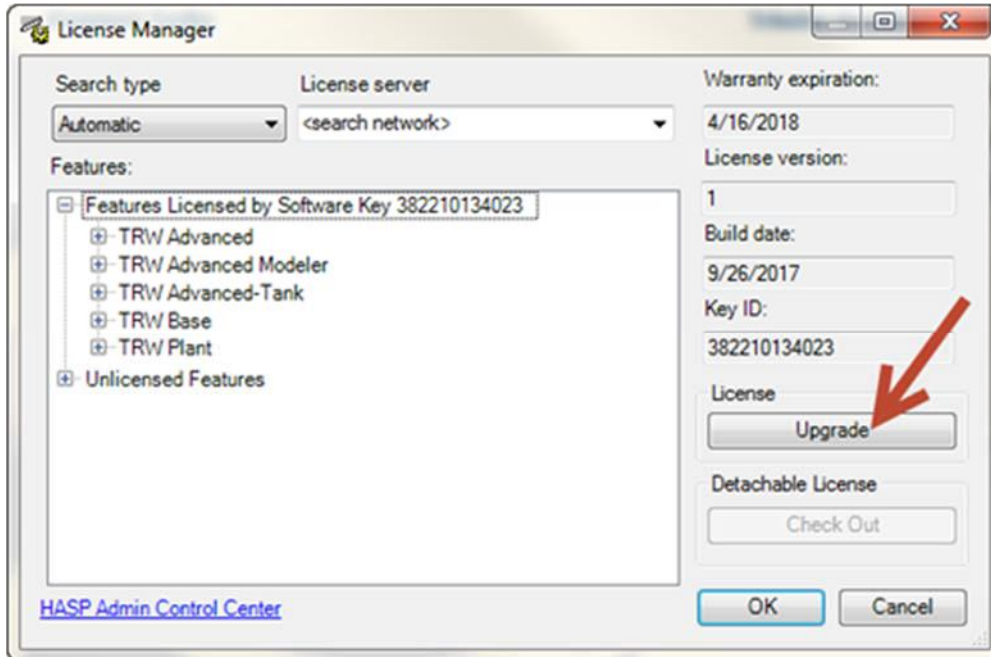 License Manager
Search type
License server
Automatic
<search network>
Features:
Features Licensed by Software Key 382210134023
TRW Advanced
TRW Advanced Modeler
TRW Advanced-Tank
TRW Base
TRW Plant
Unlicensed Features
HASP Admin Control Center
Warranty expiration:
4/16/2018
License version:
1
Build date:
9/26/2017
Key ID:
382210134023
License
Upgrade
Detachable License
Check Out
OK
Cancel